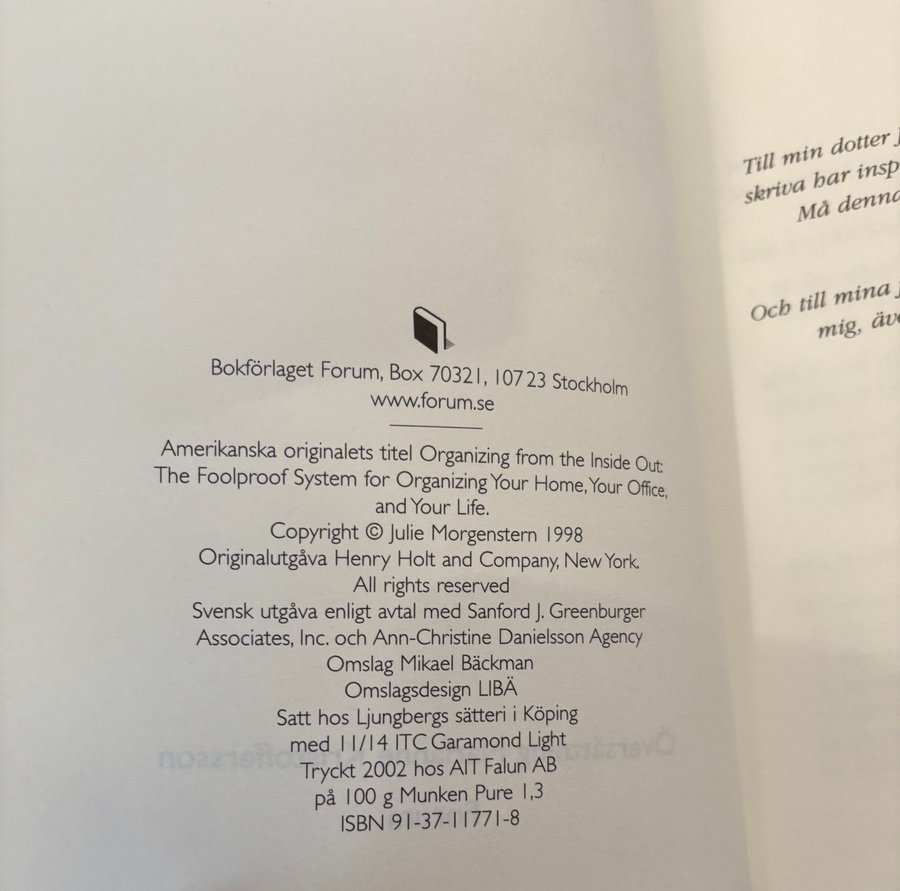 Bokförlaget Forum, Box 70321, 107 23 Stockholm
www.forum.se
Amerikanska originalets titel Organizing from the Inside Out:
The Foolproof System for Organizing Your Home, Your Office,
and Your Life.
Copyright © Julie Morgenstern 1998
Originalutgåva Henry Holt and Company, New York.
All rights reserved
Svensk utgåva enligt avtal med Sanford J. Greenburger
Associates, Inc. och Ann-Christine Danielsson Agency
Omslag Mikael Bäckman
Omslagsdesign LIBÄ
Satt hos Ljungbergs sätteri i Köping
med 11/14 ITC Garamond Light
Tryckt 2002 hos AIT Falun AB
på 100 g Munken Pure 1,3
ISBN 91-37-11771-8
Till min dotter
skriva har
Må denna
Och till mina
mig,